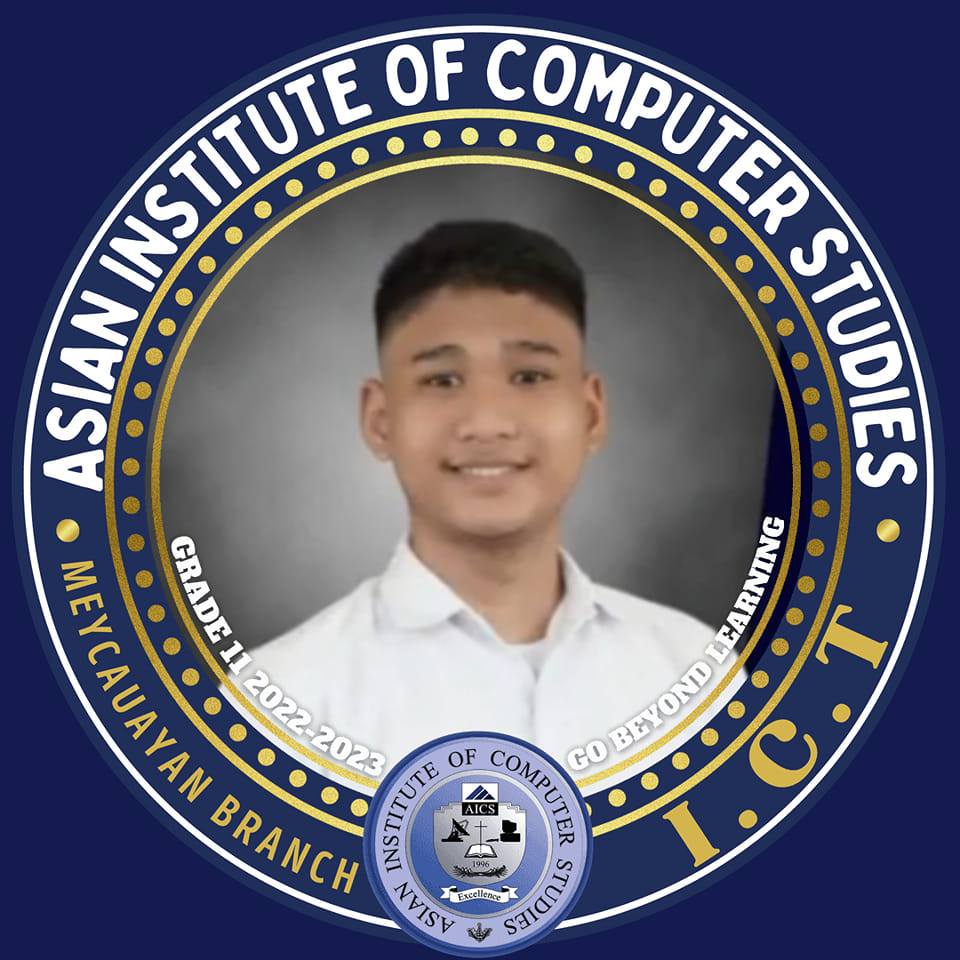 ASIAN INSTITUTE OF COMPUTER STUDIES
MEYCAUAYAN BRANCH
I.C.T
GRADE 11 2022-2023
GO BEYOND LEARNING
ASIAN INSTITUTE OF COMPUTER STUDIES
AICS
1996
Excellence